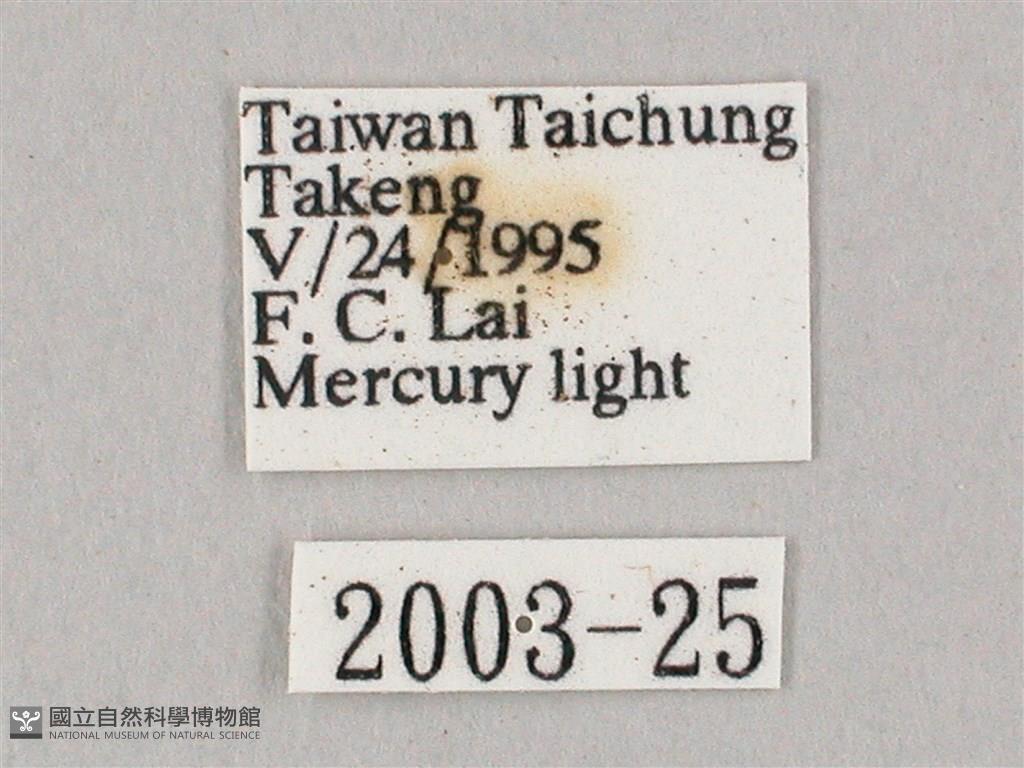 Taiwan Taichung
Takeng
V/24/1995
F. C. Lai
Mercury light
2003-25
國立自然科學博物館
NATIONAL MUSEUM OF NATURAL SCIENCE